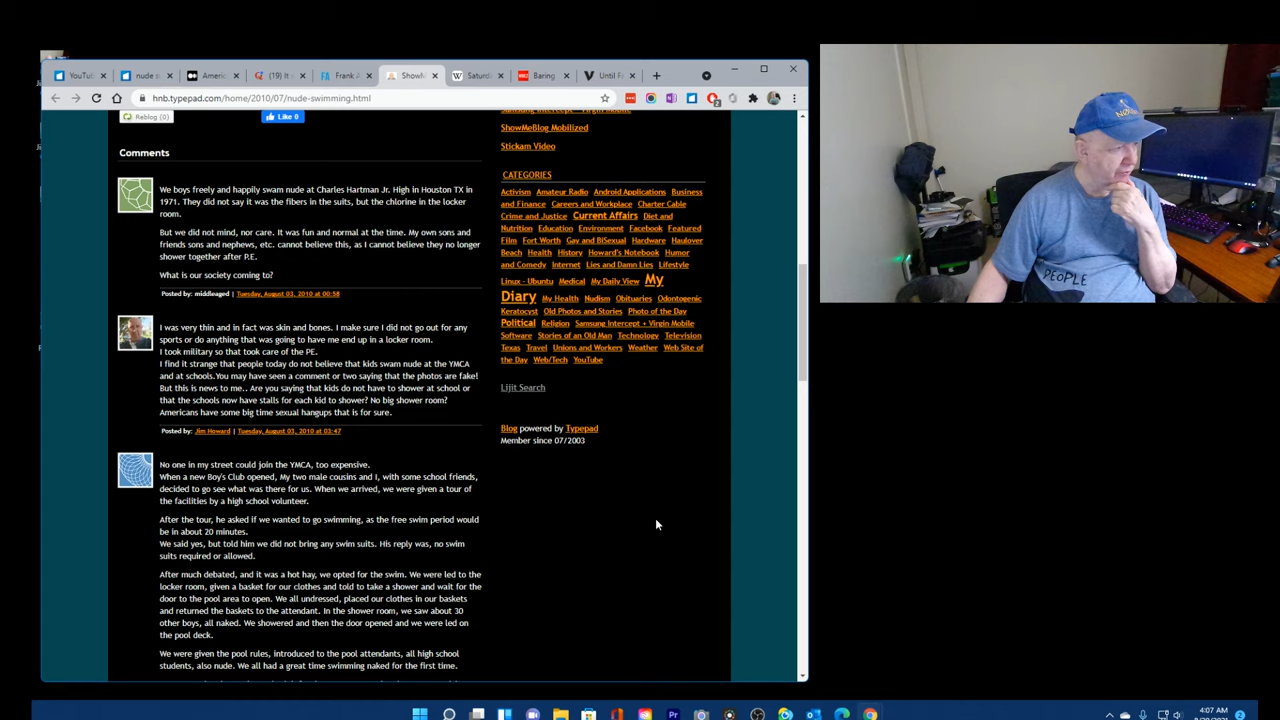 YouTu
nude s
Americ
(19) It
Frank A
ShowM
Saturda
Baring
Until Fa
hnb.typepad.com/home/2010/07/nude-swimming.html
Reblog (0)
Like 0
Samsung Intercept - Virgin Mobile
ShowMeBlog Mobilized
Stickam Video
Comments
We boys freely and happily swam nude at Charles Hartman Jr. High in Houston TX in
1971. They did not say it was the fibers in the suits, but the chlorine in the locker
room.
But we did not mind, nor care. It was fun and normal at the time. My own sons and
friends sons and nephews, etc. cannot believe this, as I cannot believe they no longer
shower together after P.E.
What is our society coming to?
Posted by: middleaged | Tuesday, August 03, 2010 at 00:58
I was very thin and in fact was skin and bones. I make sure I did not go out for any
sports or do anything that was going to have me end up in a locker room.
I took military so that took care of the PE.
I find it strange that people today do not believe that kids swam nude at the YMCA
and at schools.You may have seen a comment or two saying that the photos are fake!
But this is news to me.. Are you saying that kids do not have to shower at school or
that the schools now have stalls for each kid to shower? No big shower room?
Americans have some big time sexual hangups that is for sure.
Posted by: Jim Howard | Tuesday, August 03, 2010 at 03:47
No one in my street could join the YMCA, too expensive.
When a new Boy's Club opened, My two male cousins and I, with some school friends,
decided to go see what was there for us. When we arrived, we were given a tour of
the facilities by a high school volunteer.
After the tour, he asked if we wanted to go swimming, as the free swim period would
be in about 20 minutes.
We said yes, but told him we did not bring any swim suits. His reply was, no swim
suits required or allowed.
After much debated, and it was a hot hay, we opted for the swim. We were led to the
locker room, given a basket for our clothes and told to take a shower and wait for the
door to the pool area to open. We all undressed, placed our clothes in our baskets
and returned the baskets to the attendant. In the shower room, we saw about 30
other boys, all naked. We showered and then the door opened and we were led on
the pool deck.
We were given the pool rules, introduced to the pool attendants, all high school
students, also nude. We all had a great time swimming naked for the first time.
CATEGORIES
Activism Amateur Radio Android Applications Business
and Finance Careers and Workplace Charter Cable
Crime and Justice Current Affairs Diet and
Nutrition Education Environment Facebook Featured
Film Fort Worth Gay and BiSexual Hardware Haulover
Beach Health History Howard's Notebook Humor
and Comedy Internet Lies and Damn Lies Lifestyle
Linux - Ubuntu Medical My Daily View My
Diary My Health Nudism Obituaries Odontogenic
Keratocyst Old Photos and Stories Photo of the Day
Political Religion Samsung Intercept + Virgin Mobile
Software Stories of an Old Man Technology Television
Texas Travel Unions and Workers Weather Web Site of
the Day Web/Tech YouTube
Lijit Search
Blog powered by Typepad
Member since 07/2003
PEOPLE
4:07 AM